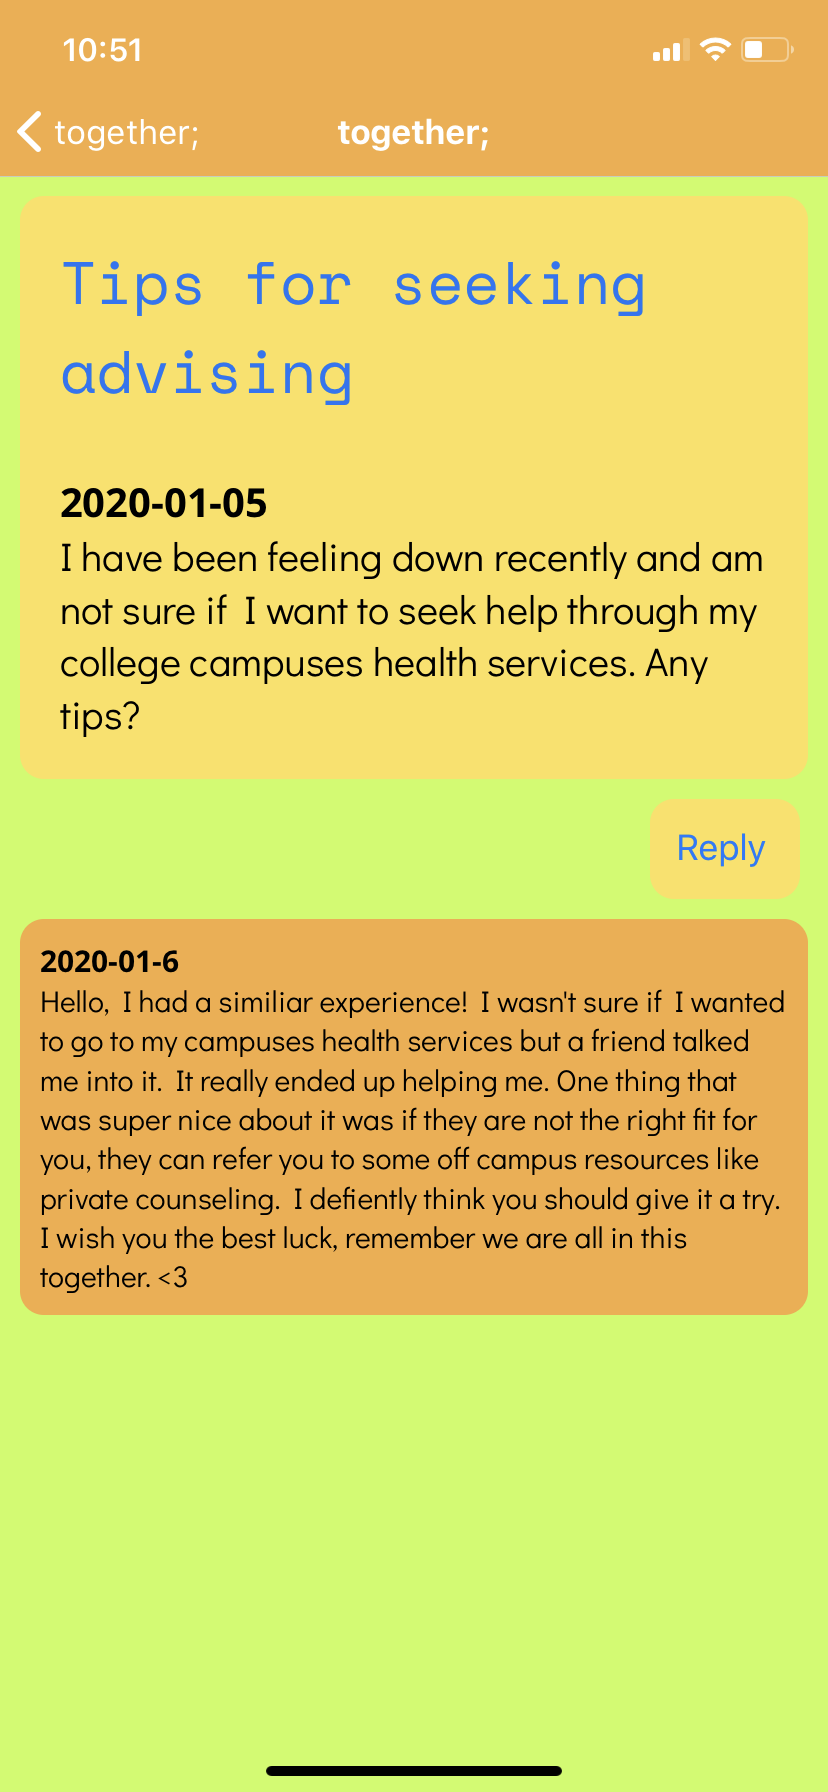 10:51
together;
together;
Tips for seeking
advising
2020-01-05
I have been feeling down recently and am
not sure if I want to seek help through my
college campuses health services. Any
tips?
Reply
2020-01-6
Hello, I had a similiar experience! I wasn't sure if I wanted
to go to my campuses health services but a friend talked
me into it. It really ended up helping me. One thing that
was super nice about it was if they are not the right fit for
you, they can refer you to some off campus resources like
private counseling. I defiently think you should give it a try.
I wish you the best luck, remember we are all in this
together. <3